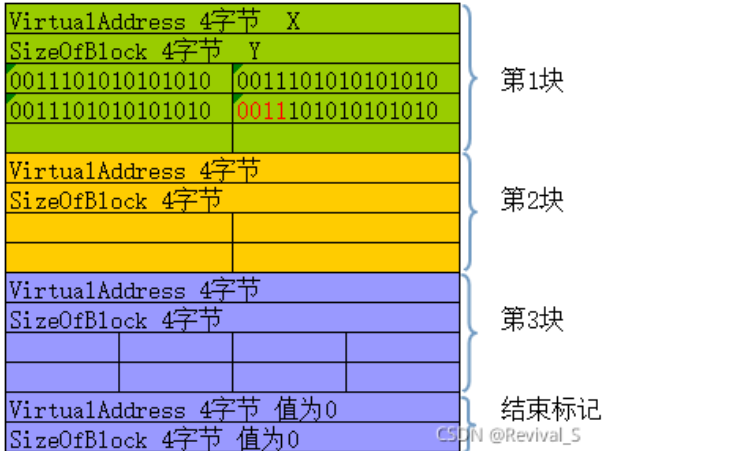 VirtualAddress 4字节 X
SizeOfBlock 4字节 Y
0011101010101010 0011101010101010
0011101010101010 0011101010101010
第1块
VirtualAddress 4字节
SizeOfBlock 4字节
第2块
VirtualAddress 4字节
SizeOfBlock 4字节
第3块
VirtualAddress 4字节 值为0
SizeOfBlock 4字节 值为0
结束标记
CSDN @Revival_S